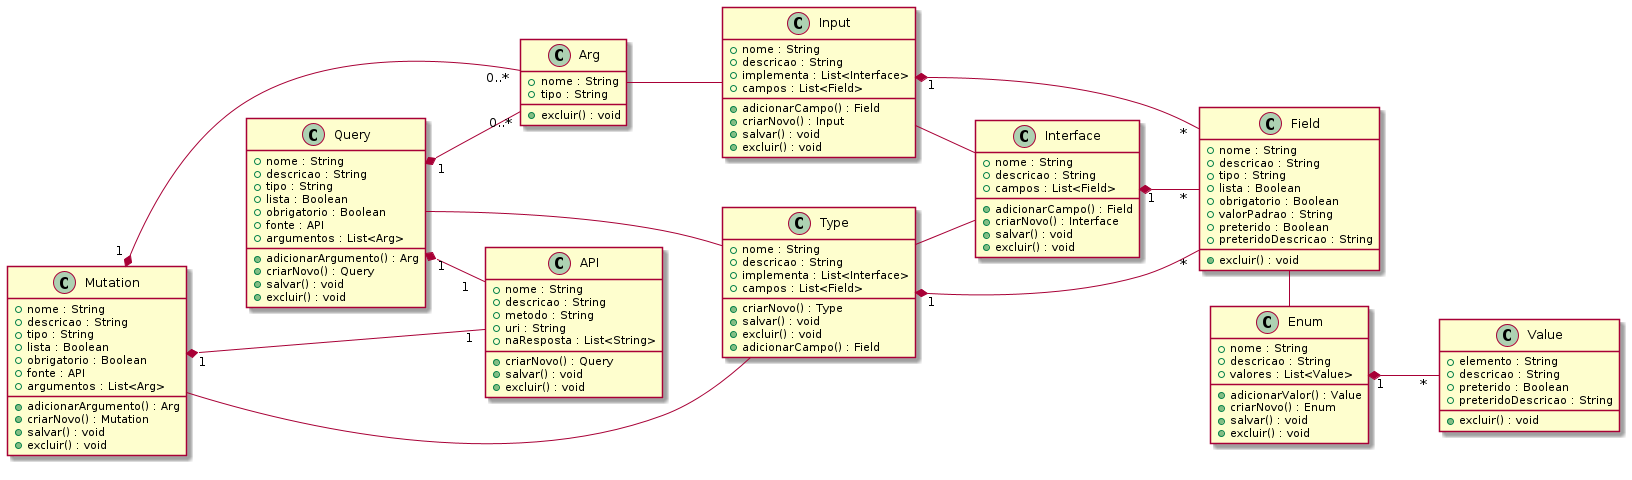 C Mutation
nome : String
descricao : String
tipo : String
lista : Boolean
obrigatorio : Boolean
fonte : API
argumentos : List<Arg>
adicionarArgumento() : Arg
criarNovo() : Mutation
salvar() : void
excluir() : void
1
0..*
1
1
C Query
nome : String
descricao : String
tipo : String
lista : Boolean
obrigatorio : Boolean
fonte : API
argumentos : List<Arg>
adicionarArgumento() : Arg
criarNovo() : Query
salvar() : void
excluir() : void
1
0..*
1
1
C Arg
nome : String
tipo : String
excluir() : void
C API
nome : String
descricao : String
metodo : String
uri : String
naResposta : List<String>
criarNovo() : Query
salvar() : void
excluir() : void
C Input
nome : String
descricao : String
implementa : List<Interface>
campos : List<Field>
adicionarCampo() : Field
criarNovo() : Input
salvar() : void
excluir() : void
1
*
C Type
nome : String
descricao : String
implementa : List<Interface>
campos : List<Field>
criarNovo() : Type
salvar() : void
excluir() : void
adicionarCampo() : Field
1
*
C Interface
nome : String
descricao : String
campos : List<Field>
adicionarCampo() : Field
criarNovo() : Interface
salvar() : void
excluir() : void
1
*
C Field
nome : String
descricao : String
tipo : String
lista : Boolean
obrigatorio : Boolean
valorPadrao : String
preterido : Boolean
preteridoDescricao : String
excluir() : void
C Enum
nome : String
descricao : String
valores : List<Value>
adicionarValor() : Value
criarNovo() : Enum
salvar() : void
excluir() : void
1
*
C Value
elemento : String
descricao : String
preterido : Boolean
preteridoDescricao : String
excluir() : void